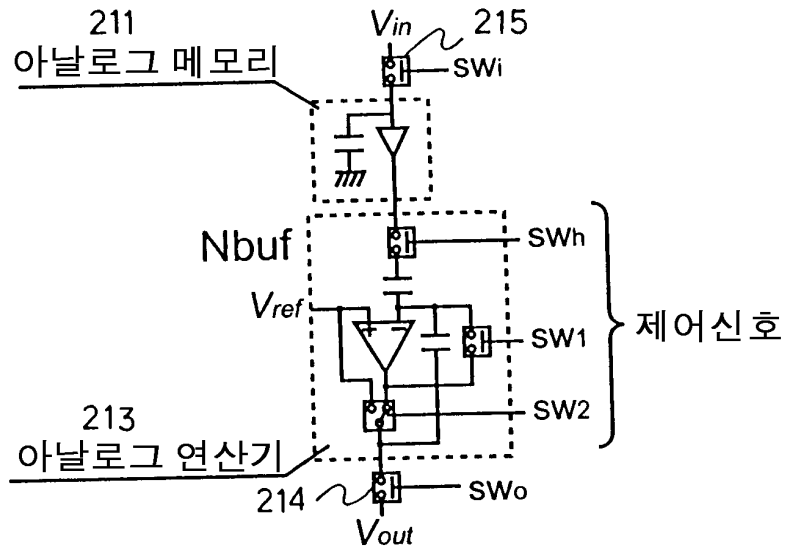 211
아날로그 메모리
Vin
215
SWi
Nbuf
SWh
Vref
+
−
SW1
제어신호
SW2
213
아날로그 연산기
214
SWo
Vout